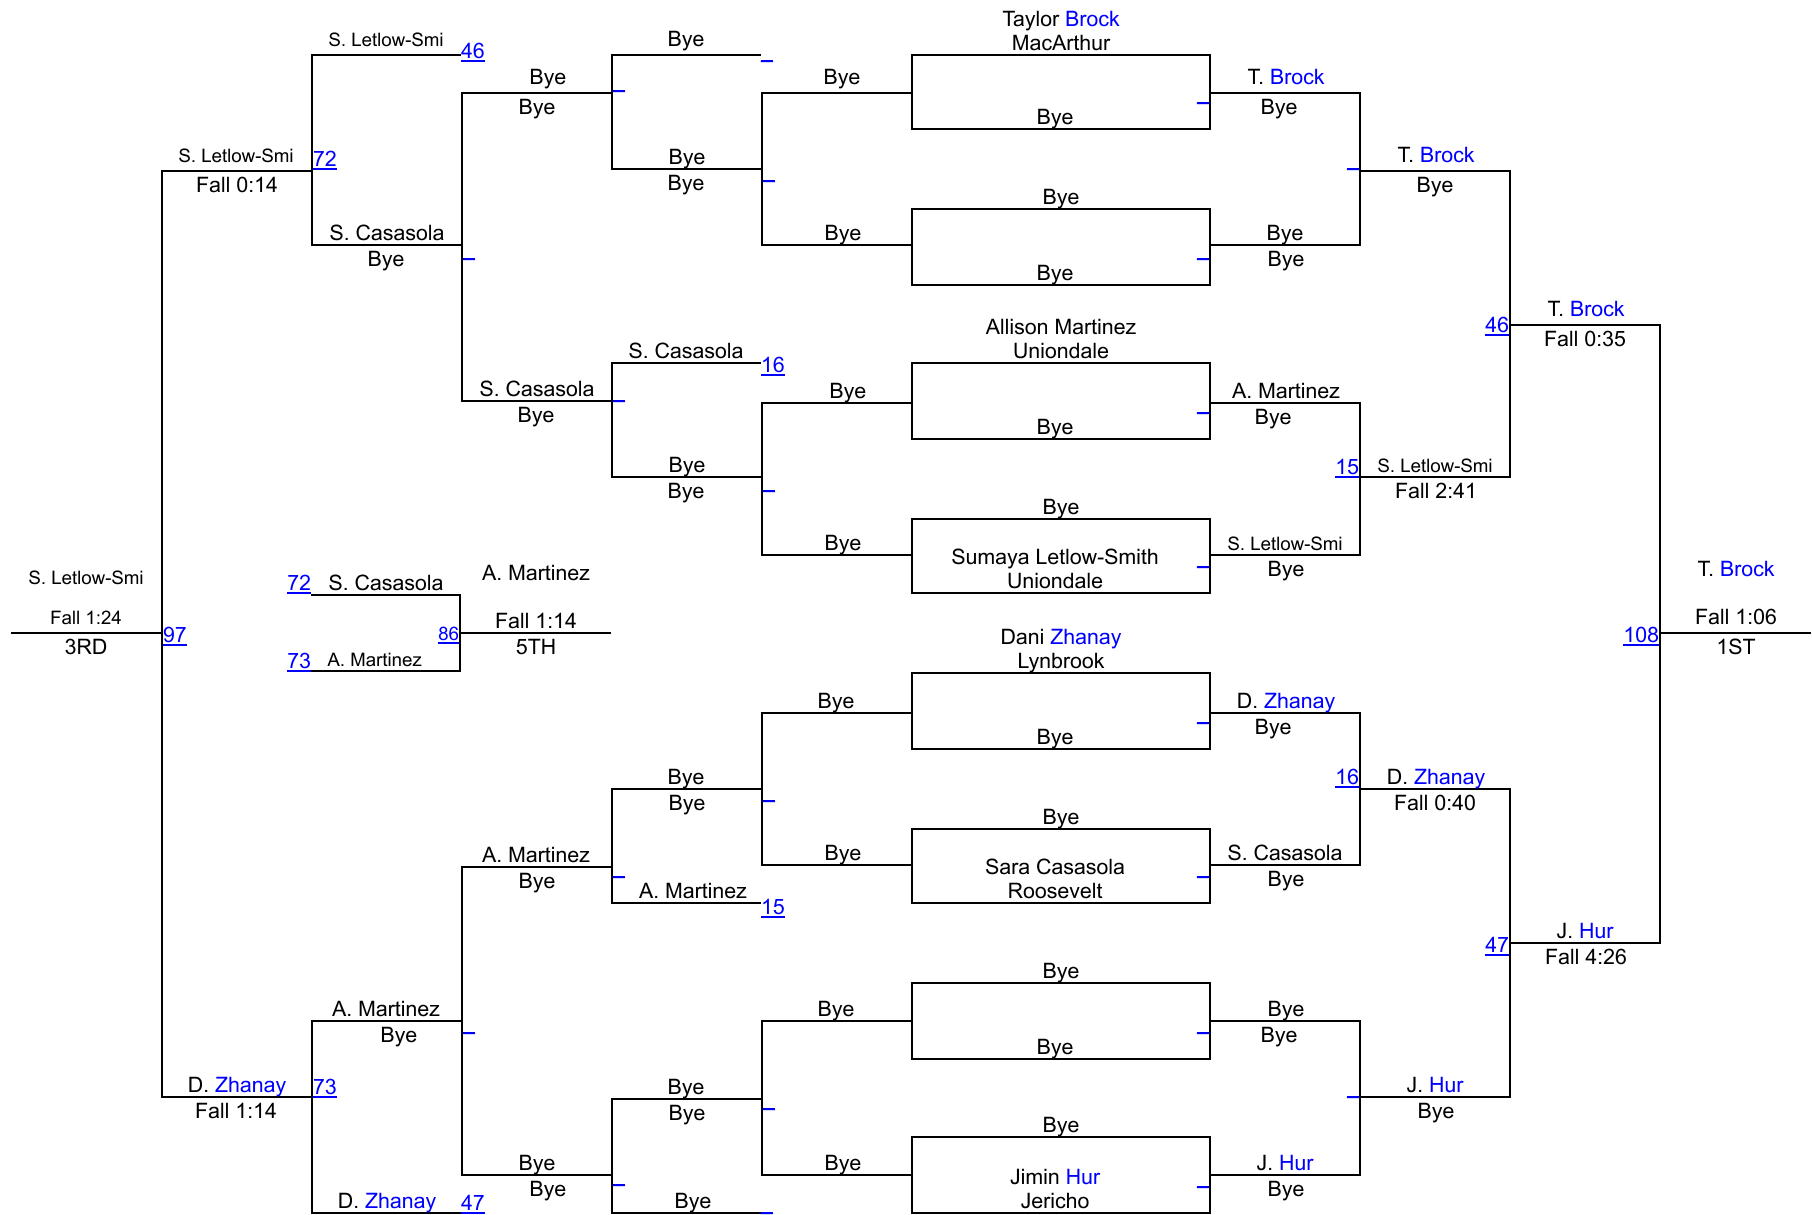 Taylor Brock
MacArthur
S. Letlow-Smi 46
Bye
Bye
Bye
T. Brock
Bye
Bye
Bye
Bye
S. Letlow-Smi 72
Fall 0:14
Bye
Bye
T. Brock
Bye
Bye
S. Casasola
Bye
Bye
Bye
Bye
Bye
T. Brock
Fall 0:35
46
Allison Martinez
Uniondale
S. Casasola 16
S. Casasola
Bye
Bye
A. Martinez
Bye
Bye
Bye
Bye
15 S. Letlow-Smi
Fall 2:41
Bye
Bye
Sumaya Letlow-Smith
Uniondale
S. Letlow-Smi
Bye
S. Letlow-Smi
Fall 1:24
3RD
97
72 S. Casasola
73 A. Martinez
86
A. Martinez
Fall 1:14
5TH
T. Brock
Fall 1:06
1ST
108
Dani Zhanay
Lynbrook
Bye
D. Zhanay
Bye
Bye
Bye
Bye
16 D. Zhanay
Fall 0:40
Bye
A. Martinez
Bye
Bye
Sara Casasola
Roosevelt
S. Casasola
Bye
A. Martinez 15
47 J. Hur
Fall 4:26
Bye
A. Martinez
Bye
Bye
Bye
Bye
Bye
D. Zhanay 73
Fall 1:14
Bye
Bye
J. Hur
Bye
Bye
Bye
Bye
Bye
Jimin Hur
Jericho
J. Hur
Bye
D. Zhanay 47
Bye